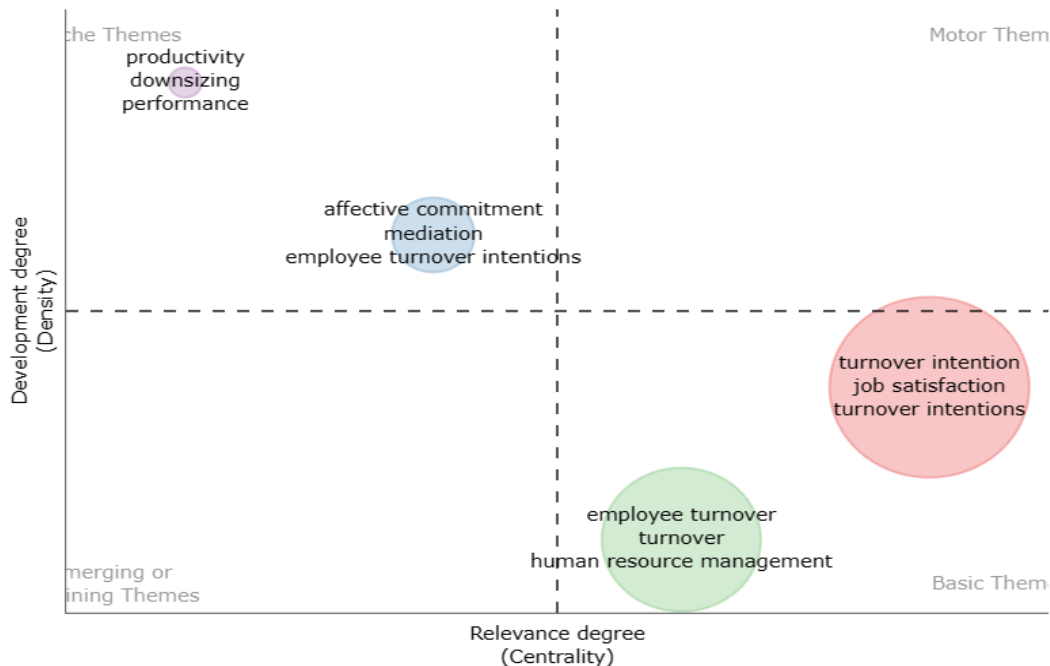 che Themes
Motor Them
productivity
downsizing
performance
affective commitment
mediation
employee turnover intentions
turnover intention
job satisfaction
turnover intentions
employee turnover
turnover
human resource management
merging or
ining Themes
Basic Them
Development degree
(Density)
Relevance degree
(Centrality)